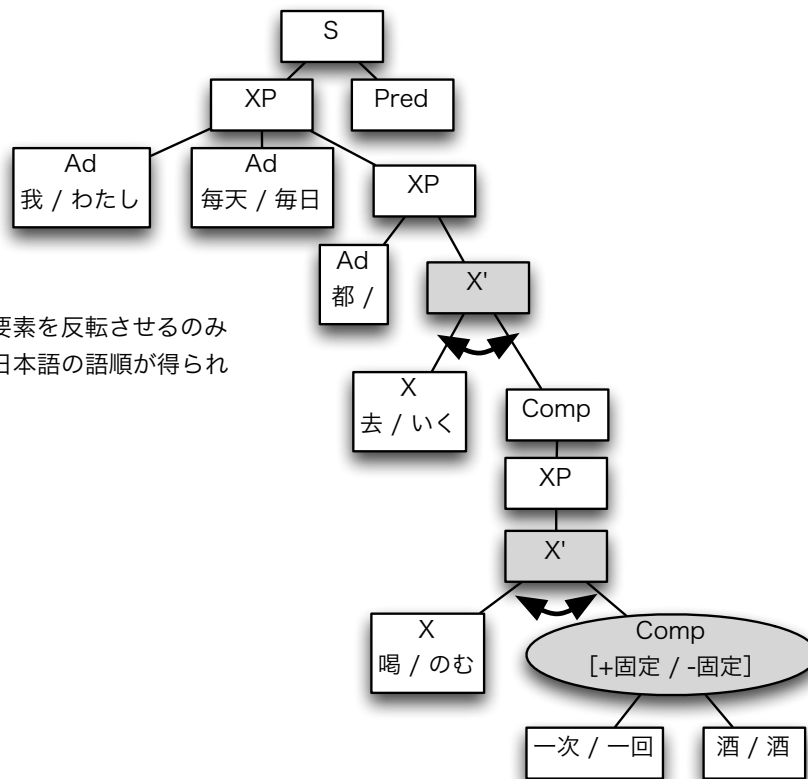 S
XP
Pred
Ad
我 / わたし
Ad
每天 / 毎日
XP
Ad
都 /
X'
要素を反転させるのみ
日本語の語順が得られ
X
去 / いく
Comp
XP
X'
X
喝 / のむ
Comp
[+固定 / -固定]
一次 / 一回
酒 / 酒